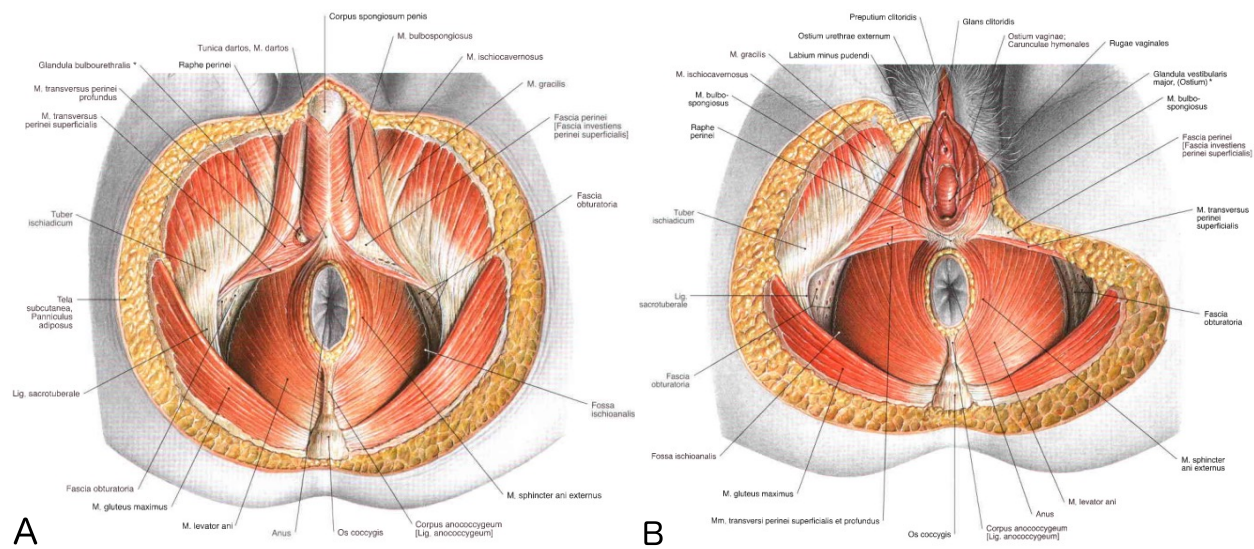 Corpus spongiosum penis
Tunica dartos, M. dartos
M. bulbospongiosus
Raphe perinei
M. ischiocavernosus
Glandula bulbourethralis *
M. gracilis
M. transversus perinei
profundus
M. transversus
perinei superficialis
Fascia perinei
[Fascia investiens
perinei superficialis]
Fascia
obturatoria
Tuber
ischiadicum
Tela
subcutanea,
Panniculus
adiposus
Lig. sacrotuberale
Fossa
ischioanalis
Fascia obturatoria
M. gluteus maximus
M. sphincter ani externus
M. levator ani
Anus
Os coccygis
Corpus anococcygeum
[Lig. anococcygeum]
A
Preputium clitoridis
Glans clitoridis
Ostium urethrae externum
Ostium vaginae;
Carunculae hymenales
Labium minus pudendi
Rugae vaginales
M. gracilis
M. ischiocavernosus
Glandula vestibularis
major, (Ostium) *
M. bulbo-
spongiosus
M. bulbo-
spongiosus
Raphe
perinei
Fascia perinei
[Fascia investiens
perinei superficialis]
Tuber
ischiadicum
M. transversus
perinei
superficialis
Lig.
sacrotuberale
Fascia
obturatoria
Fascia
obturatoria
Fossa ischioanalis
M. sphincter
ani externus
M. gluteus maximus
M. levator ani
Mm. transversi perinei superficialis et profundus
Anus
Os coccygis
Corpus anococcygeum
[Lig. anococcygeum]
B